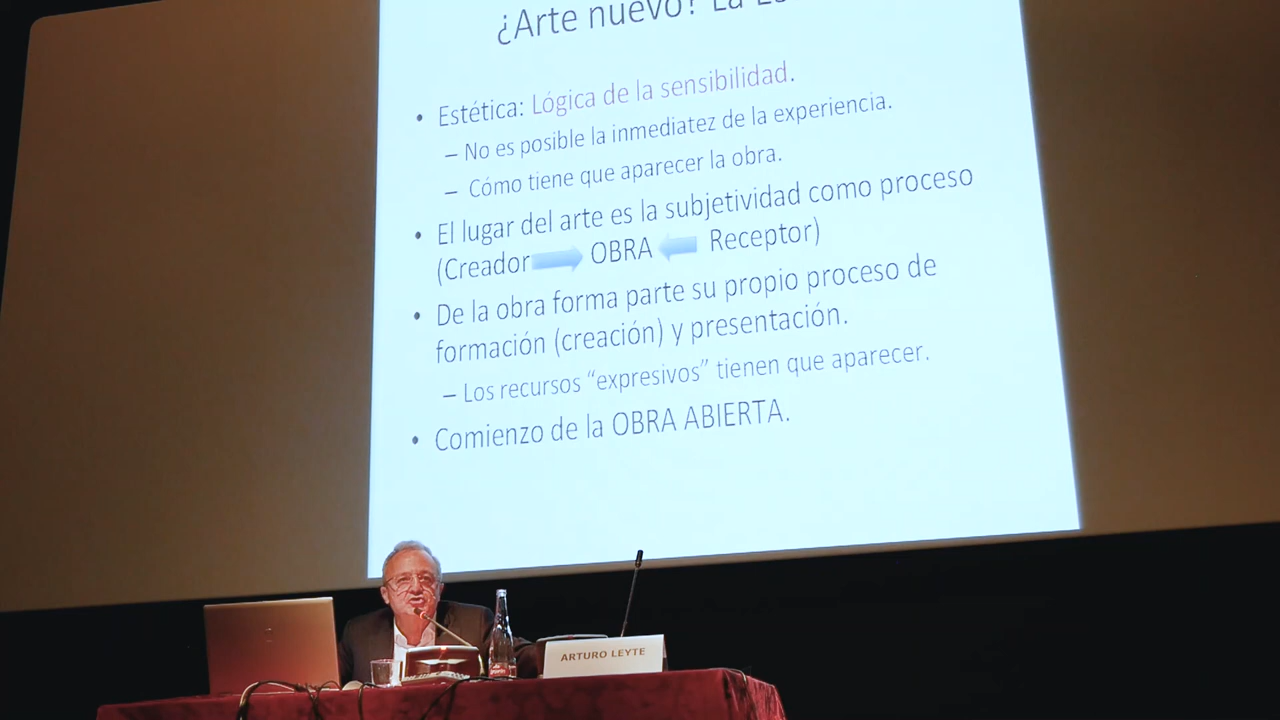 ¿Arte nuevo? La
• Estética: Lógica de la sensibilidad.
– No es posible la inmediatez de la experiencia.
– Cómo tiene que aparecer la obra.
• El lugar del arte es la subjetividad como proceso
(Creador OBRA Receptor)
• De la obra forma parte su propio proceso de
formación (creación) y presentación.
– Los recursos “expresivos” tienen que aparecer.
• Comienzo de la OBRA ABIERTA.
ARTURO LEYTE